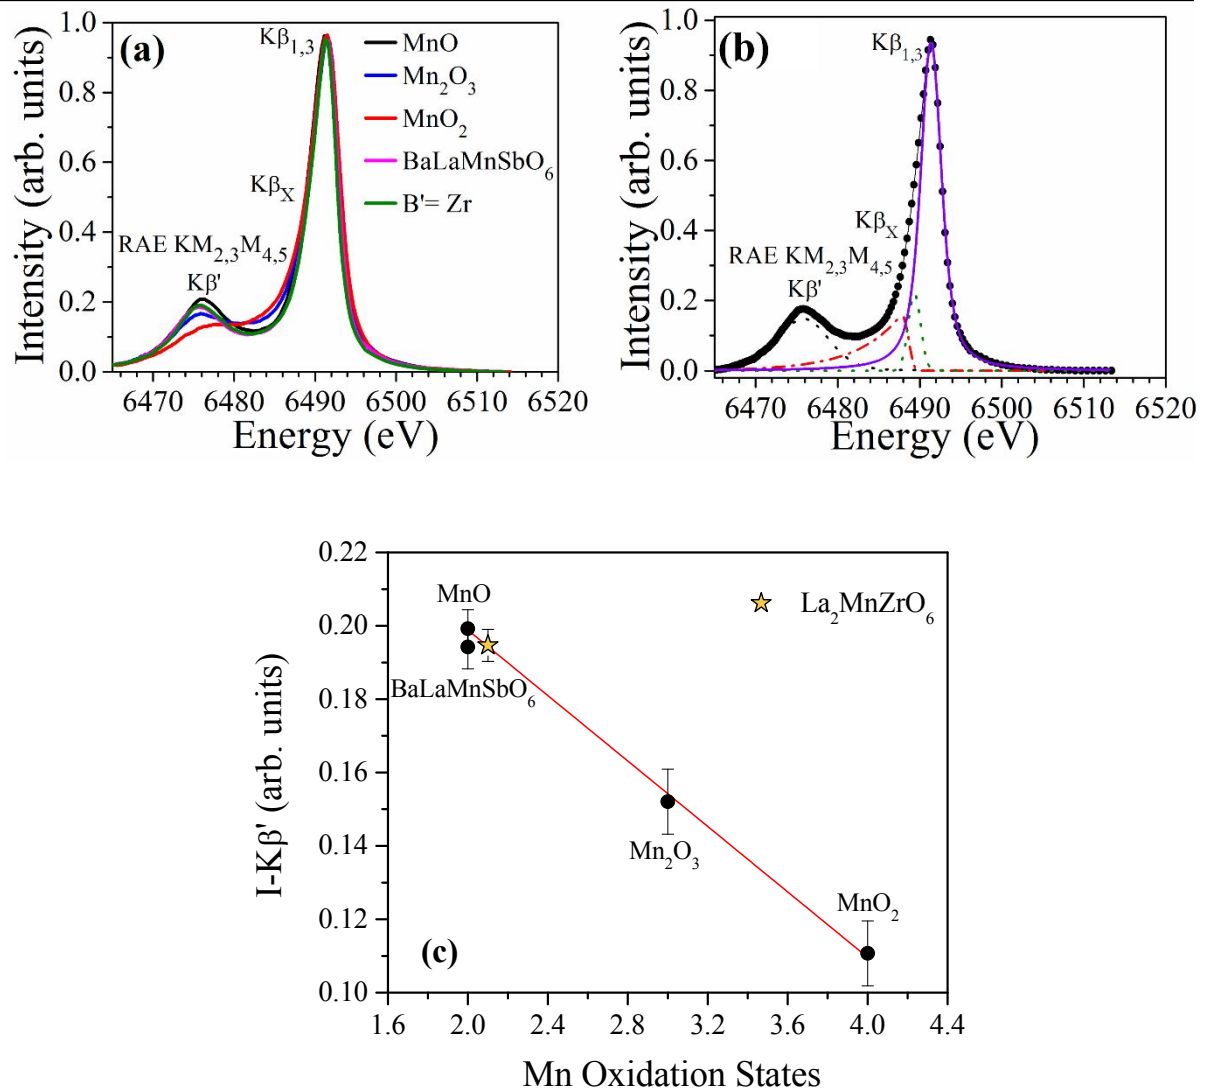 (a)
Kβ1,3
MnO
Mn2O3
MnO2
BaLaMnSbO6
B'= Zr
KβX
RAE KM2,3M4,5
Kβ'
Intensity (arb. units)
1.0
0.8
0.6
0.4
0.2
0.0
6470 6480 6490 6500 6510 6520
Energy (eV)
(b)
Kβ1,3
KβX
RAE KM2,3M4,5
Kβ'
Intensity (arb. units)
1.0
0.8
0.6
0.4
0.2
0.0
6470 6480 6490 6500 6510 6520
Energy (eV)
0.22
0.20
0.18
0.16
0.14
0.12
0.10
I-Kβ' (arb. units)
MnO
La2MnZrO6
BaLaMnSbO6
Mn2O3
MnO2
(c)
1.6 2.0 2.4 2.8 3.2 3.6 4.0 4.4
Mn Oxidation States